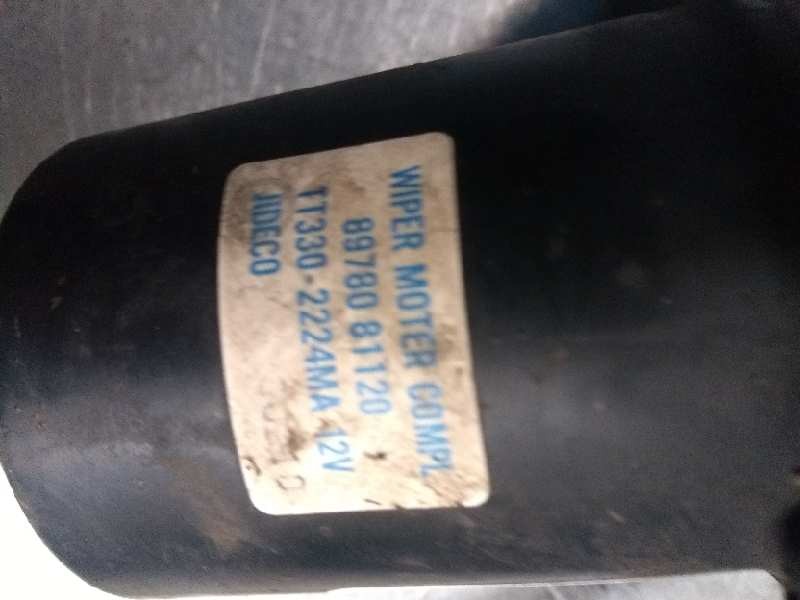 WIPER MOTER COMPL.
89780 81120
TT330-2224MA 12V
JIDECO